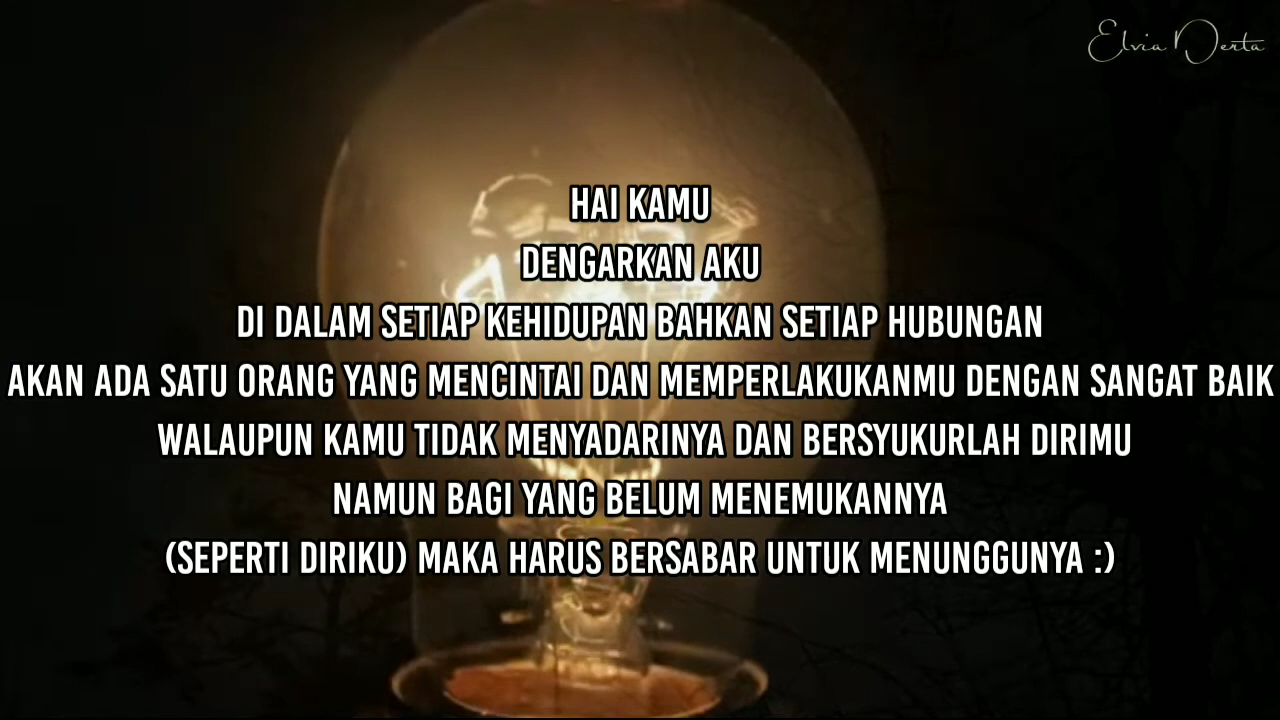 Elvia Derta
HAI KAMU
DENGARKAN AKU
DI DALAM SETIAP KEHIDUPAN BAHKAN SETIAP HUBUNGAN
AKAN ADA SATU ORANG YANG MENCINTAI DAN MEMPERLAKUKANMU DENGAN SANGAT BAIK
WALAUPUN KAMU TIDAK MENYADARINYA DAN BERSYUKURLAH DIRIMU
NAMUN BAGI YANG BELUM MENEMUKANNYA
(SEPERTI DIRIKU) MAKA HARUS BERSABAR UNTUK MENUNGGUNYA :)